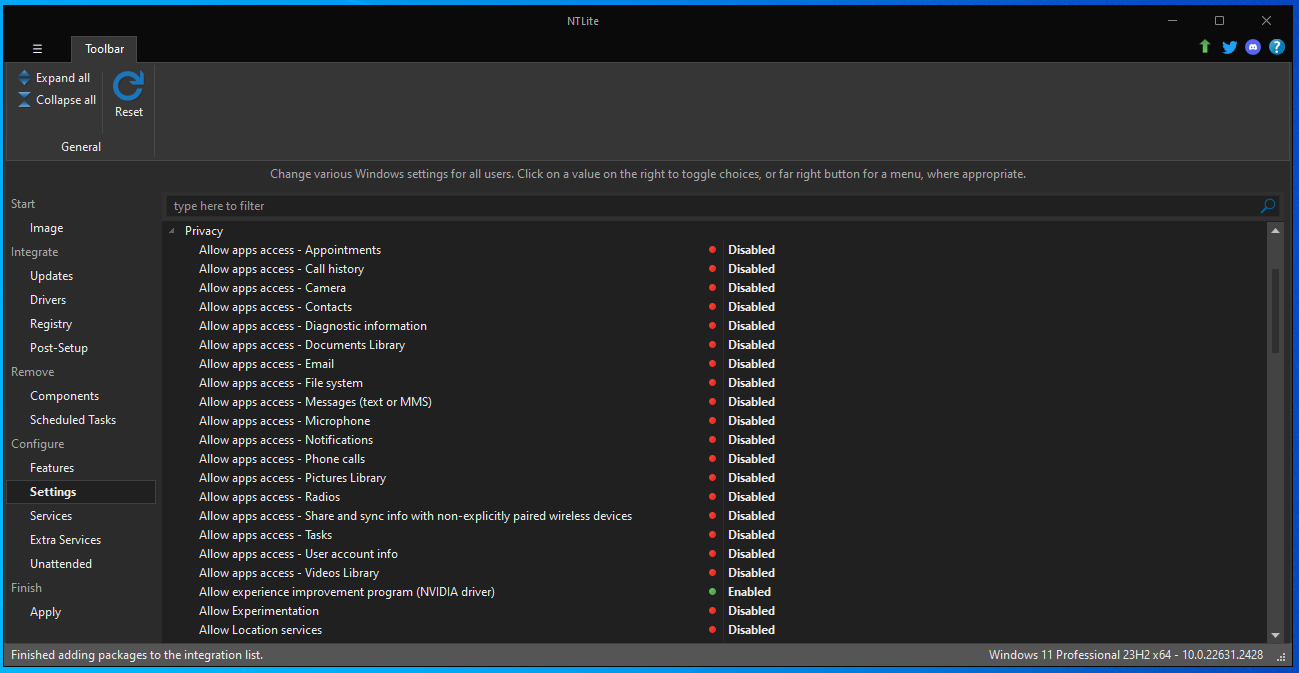 NTLite
☰ Toolbar
Expand all
Collapse all
Reset
General
Change various Windows settings for all users. Click on a value on the right to toggle choices, or far right button for a menu, where appropriate.
Start
Image
Integrate
Updates
Drivers
Registry
Post-Setup
Remove
Components
Scheduled Tasks
Configure
Features
Settings
Services
Extra Services
Unattended
Finish
Apply
type here to filter
Privacy
Allow apps access - Appointments Disabled
Allow apps access - Call history Disabled
Allow apps access - Camera Disabled
Allow apps access - Contacts Disabled
Allow apps access - Diagnostic information Disabled
Allow apps access - Documents Library Disabled
Allow apps access - Email Disabled
Allow apps access - File system Disabled
Allow apps access - Messages (text or MMS) Disabled
Allow apps access - Microphone Disabled
Allow apps access - Notifications Disabled
Allow apps access - Phone calls Disabled
Allow apps access - Pictures Library Disabled
Allow apps access - Radios Disabled
Allow apps access - Share and sync info with non-explicitly paired wireless devices Disabled
Allow apps access - Tasks Disabled
Allow apps access - User account info Disabled
Allow apps access - Videos Library Disabled
Allow experience improvement program (NVIDIA driver) Enabled
Allow Experimentation Disabled
Allow Location services Disabled
Finished adding packages to the integration list.
Windows 11 Professional 23H2 x64 - 10.0.22631.2428